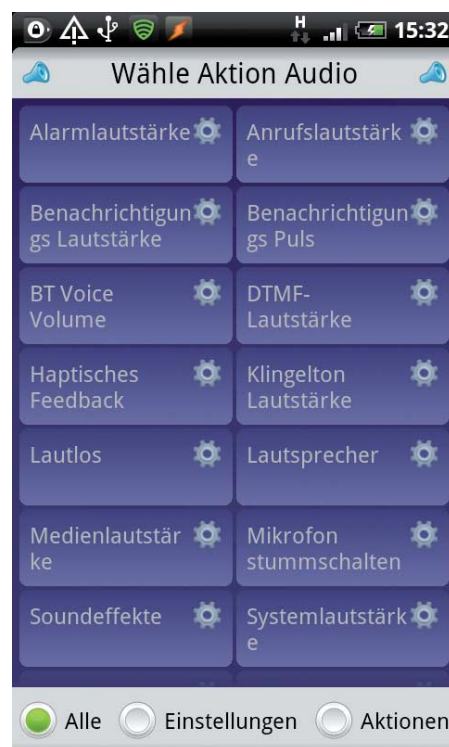 H 15:32
Wähle Aktion Audio
Alarmlautstärke
Anrufslautstärk
e
Benachrichtigun
gs Lautstärke
Benachrichtigun
gs Puls
BT Voice
Volume
DTMF-
Lautstärke
Haptisches
Feedback
Klingelton
Lautstärke
Lautlos
Lautsprecher
Medienlautstär
ke
Mikrofon
stummschalten
Soundeffekte
Systemlautstärk
e
Alle Einstellungen Aktionen